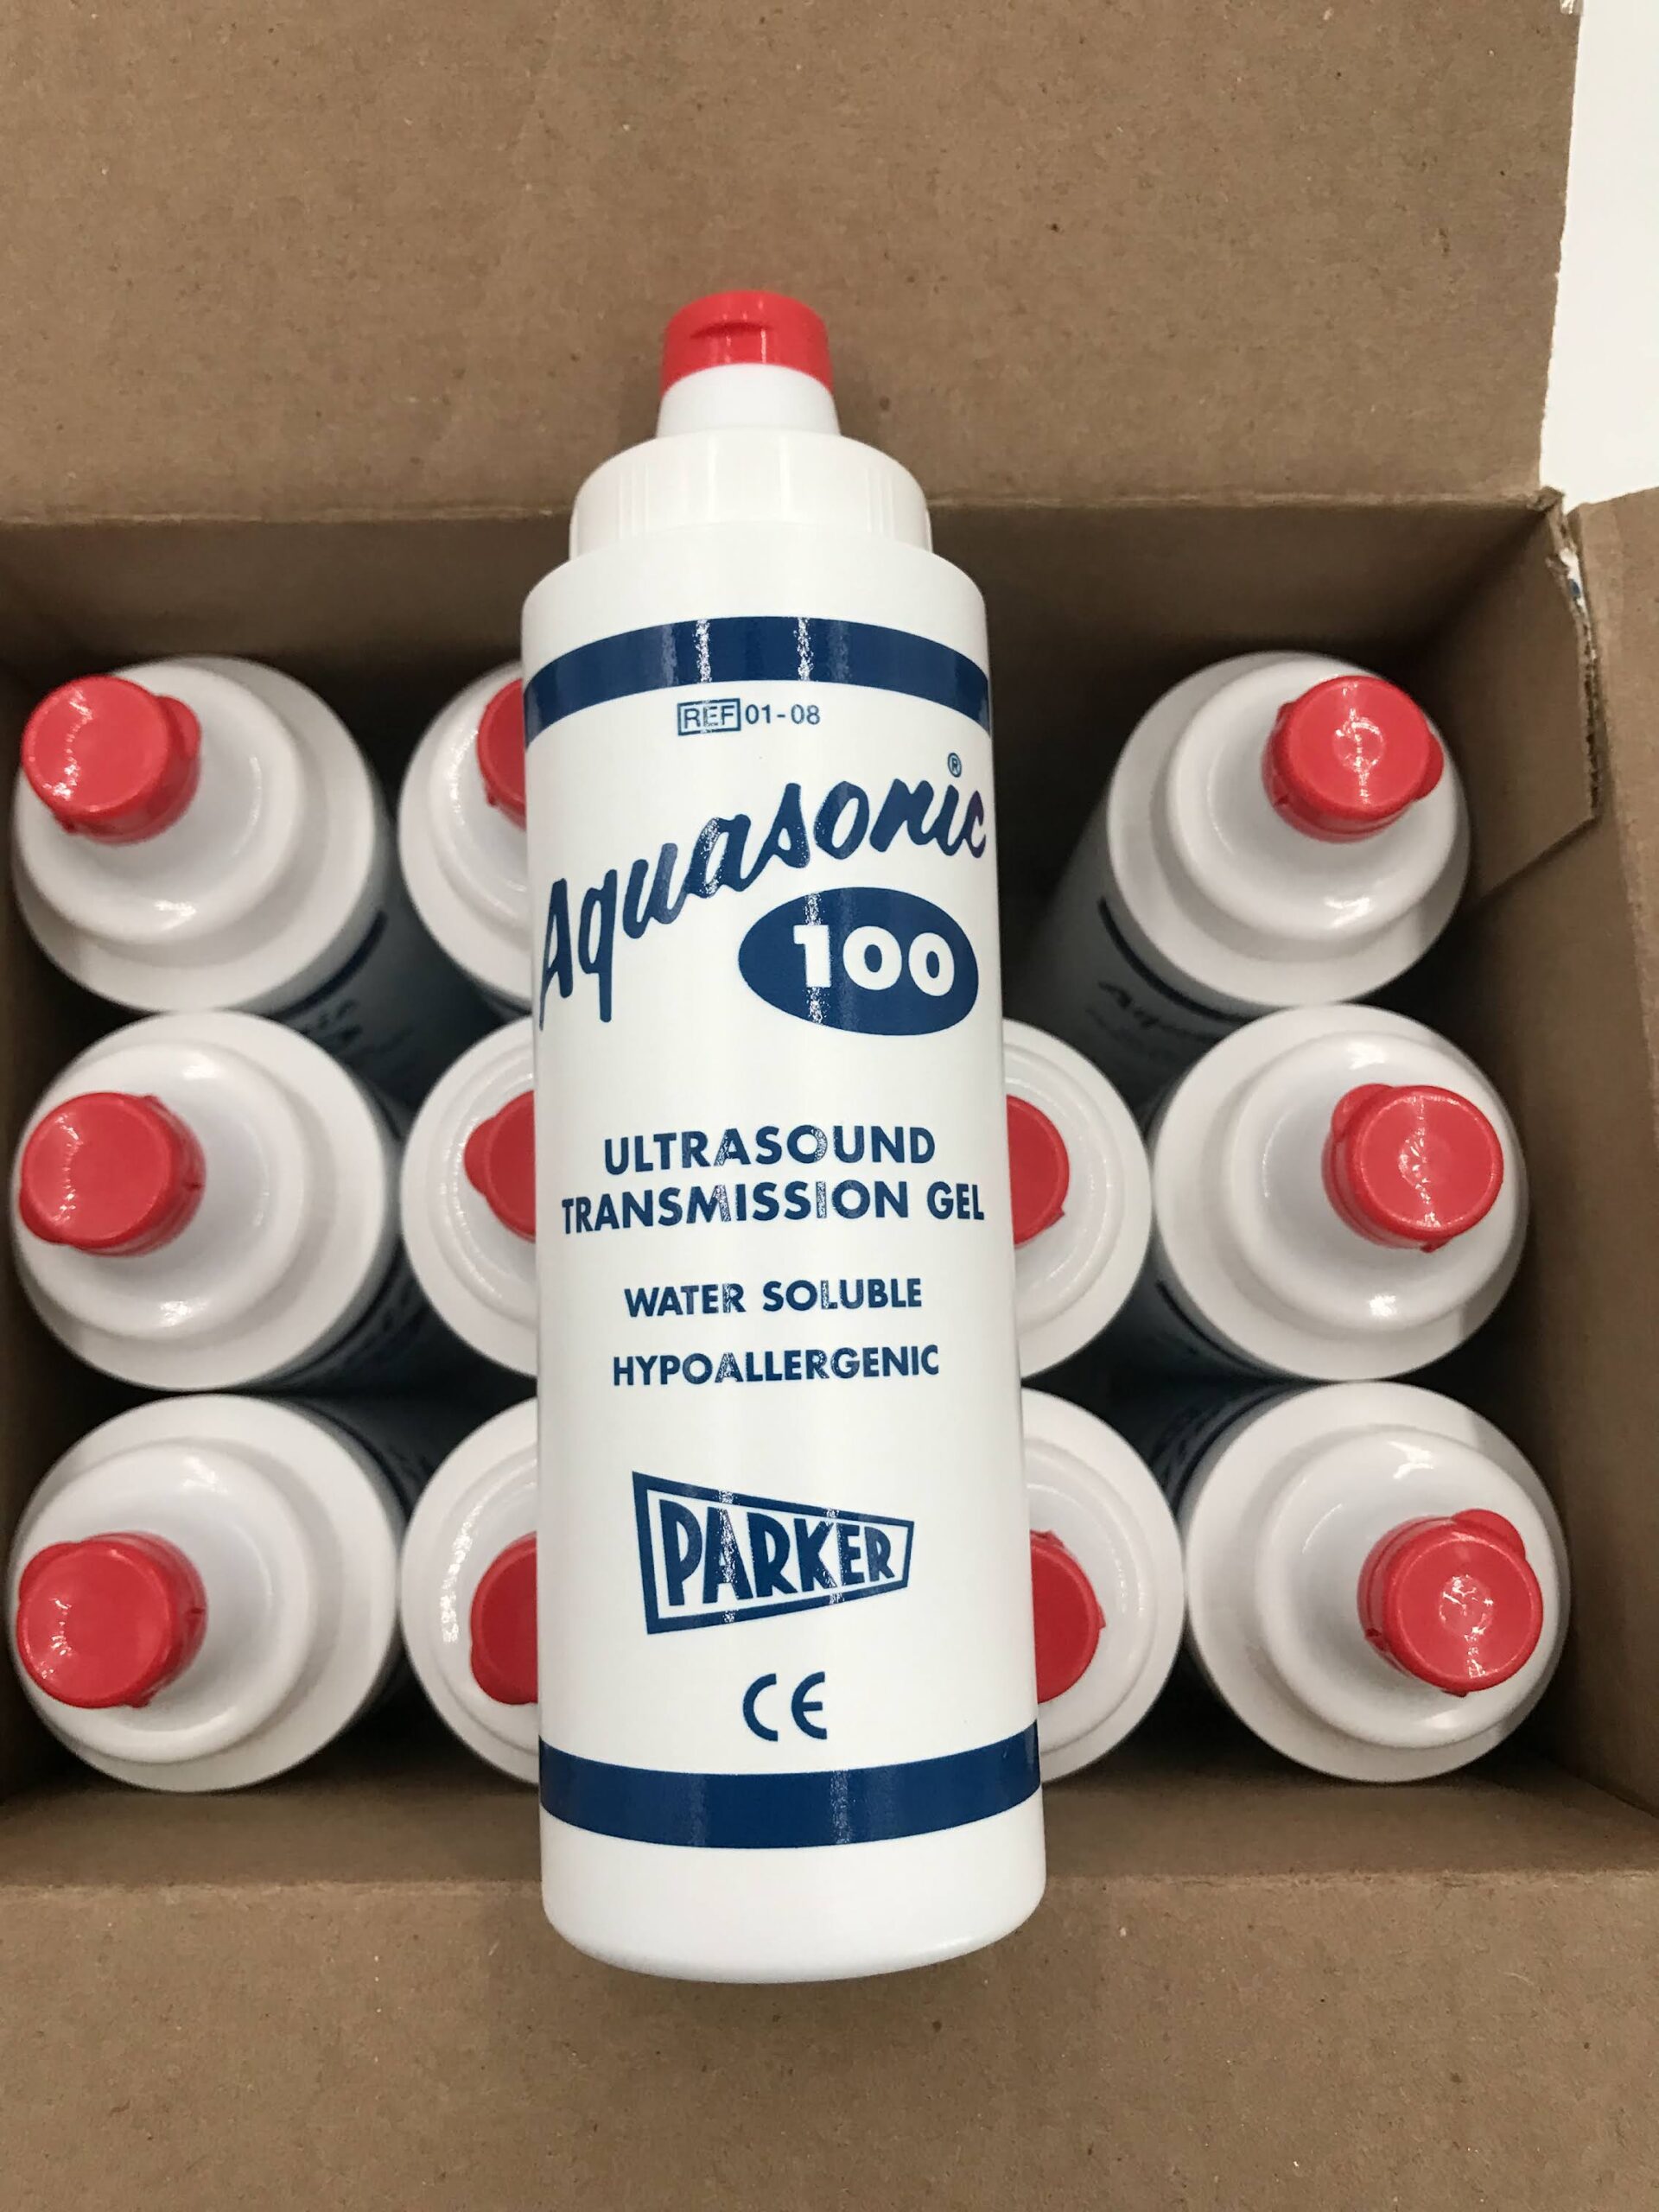 REF 01-08
Aquasonic®
100
ULTRASOUND
TRANSMISSION GEL
WATER SOLUBLE
HYPOALLERGENIC
PARKER
CE